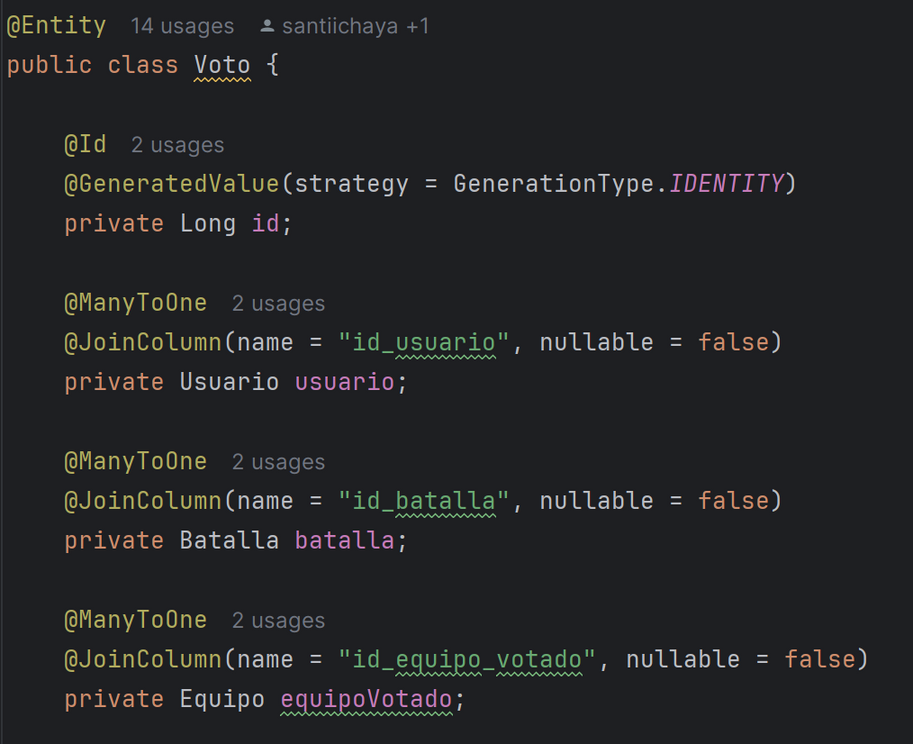 @Entity 14 usages santiichaya +1
public class Voto {
@Id 2 usages
@GeneratedValue(strategy = GenerationType.IDENTITY)
private Long id;
@ManyToOne 2 usages
@JoinColumn(name = "id_usuario", nullable = false)
private Usuario usuario;
@ManyToOne 2 usages
@JoinColumn(name = "id_batalla", nullable = false)
private Batalla batalla;
@ManyToOne 2 usages
@JoinColumn(name = "id_equipo_votado", nullable = false)
private Equipo equipoVotado;